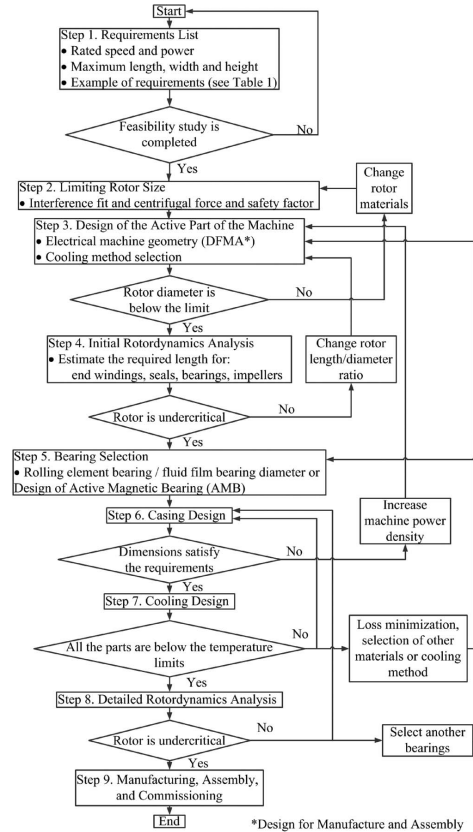 Start
Step 1. Requirements List
● Rated speed and power
● Maximum length, width and height
● Example of requirements (see Table 1)
Feasibility study is
completed
No
Yes
Step 2. Limiting Rotor Size
● Interference fit and centrifugal force and safety factor
Change
rotor
materials
Step 3. Design of the Active Part of the Machine
● Electrical machine geometry (DFMA*)
● Cooling method selection
Rotor diameter is
below the limit
No
Yes
Step 4. Initial Rotordynamics Analysis
● Estimate the required length for:
end windings, seals, bearings, impellers
Change rotor
length/diameter
ratio
Rotor is undercritical
No
Yes
Step 5. Bearing Selection
● Rolling element bearing / fluid film bearing diameter or
Design of Active Magnetic Bearing (AMB)
Step 6. Casing Design
Increase
machine power
density
Dimensions satisfy
the requirements
No
Yes
Step 7. Cooling Design
All the parts are below the temperature
limits
No
Yes
Loss minimization,
selection of other
materials or cooling
method
Step 8. Detailed Rotordynamics Analysis
Rotor is undercritical
No
Yes
Select another
bearings
Step 9. Manufacturing, Assembly,
and Commissioning
End
*Design for Manufacture and Assembly